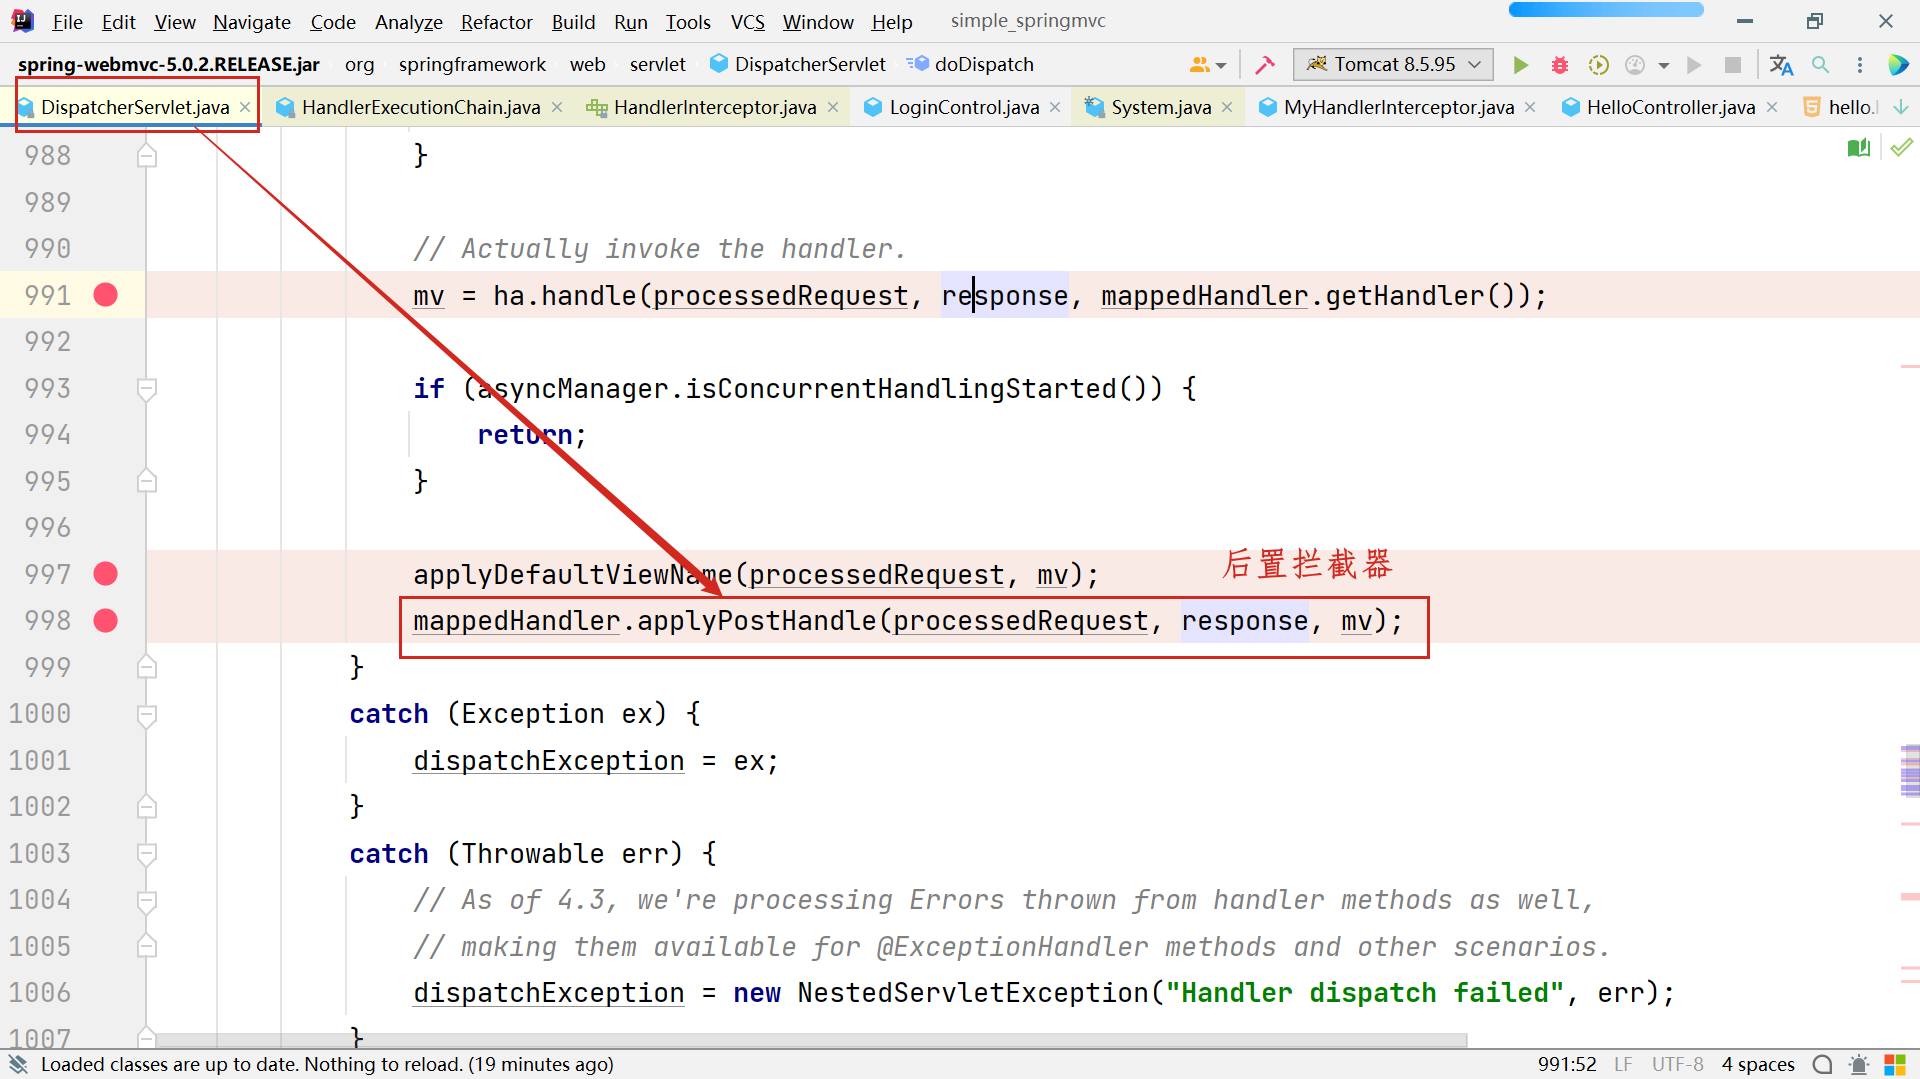 File Edit View Navigate Code Analyze Refactor Build Run Tools VCS Window Help simple_springmvc
spring-webmvc-5.0.2.RELEASE.jar org springframework web servlet DispatcherServlet doDispatch Tomcat 8.5.95
DispatcherServlet.java HandlerExecutionChain.java HandlerInterceptor.java LoginControl.java System.java MyHandlerInterceptor.java HelloController.java hello.
988 }
989
990 // Actually invoke the handler.
991 mv = ha.handle(processedRequest, response, mappedHandler.getHandler());
992
993 if (asyncManager.isConcurrentHandlingStarted()) {
994 return;
995 }
996
997 applyDefaultViewName(processedRequest, mv); 后置拦截器
998 mappedHandler.applyPostHandle(processedRequest, response, mv);
999 }
1000 catch (Exception ex) {
1001 dispatchException = ex;
1002 }
1003 catch (Throwable err) {
1004 // As of 4.3, we're processing Errors thrown from handler methods as well,
1005 // making them available for @ExceptionHandler methods and other scenarios.
1006 dispatchException = new NestedServletException("Handler dispatch failed", err);
1007 }
Loaded classes are up to date. Nothing to reload. (19 minutes ago) 991:52 LF UTF-8 4 spaces